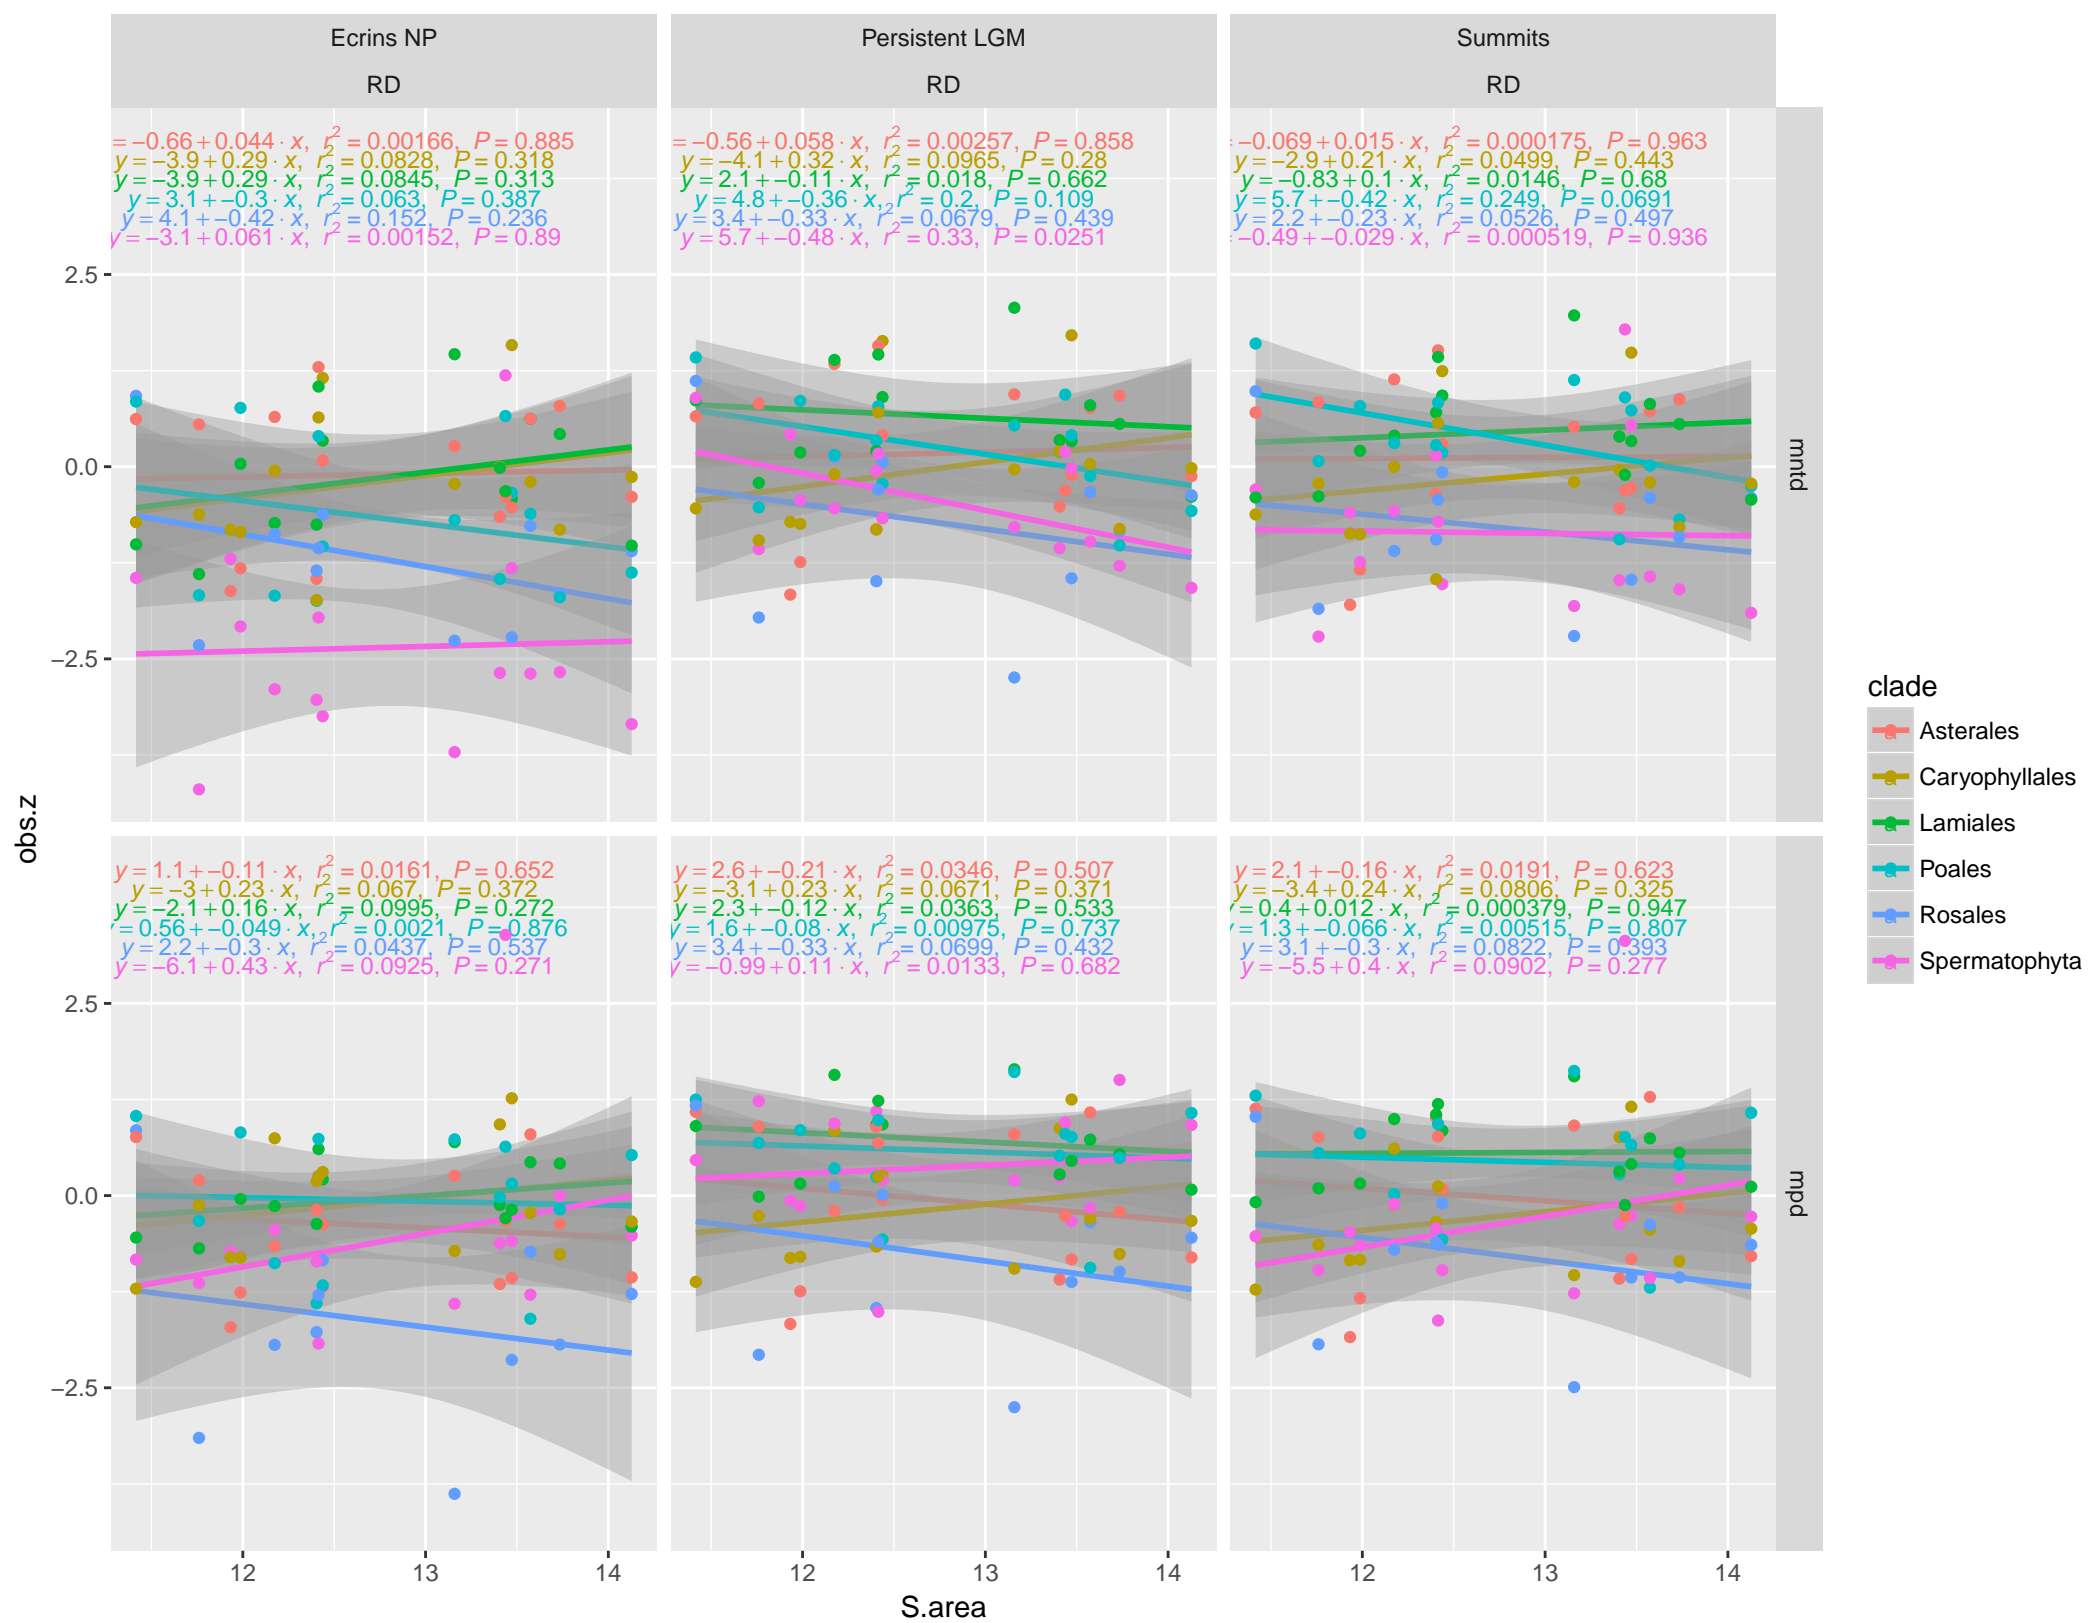 Ecrins NP
Persistent LGM
Summits
RD
RD
RD
= −0.66 + 0.044 · x, r² = 0.00166, P = 0.885
y = −3.9 + 0.29 · x, r² = 0.0828, P = 0.318
y = −3.9 + 0.29 · x, r² = 0.0845, P = 0.313
y = 3.1 + −0.3 · x, r² = 0.063, P = 0.387
y = 4.1 + −0.42 · x, r² = 0.152, P = 0.236
y = −3.1 + 0.061 · x, r² = 0.00152, P = 0.89
= −0.56 + 0.058 · x, r² = 0.00257, P = 0.858
y = −4.1 + 0.32 · x, r² = 0.0965, P = 0.28
y = 2.1 + −0.11 · x, r² = 0.018, P = 0.662
y = 4.8 + −0.36 · x, r² = 0.2, P = 0.109
y = 3.4 + −0.33 · x, r² = 0.0679, P = 0.439
y = 5.7 + −0.48 · x, r² = 0.33, P = 0.0251
= −0.069 + 0.015 · x, r² = 0.000175, P = 0.963
y = −2.9 + 0.21 · x, r² = 0.0499, P = 0.443
y = −0.83 + 0.1 · x, r² = 0.0146, P = 0.68
y = 5.7 + −0.42 · x, r² = 0.249, P = 0.0691
y = 2.2 + −0.23 · x, r² = 0.0526, P = 0.497
= −0.49 + −0.029 · x, r² = 0.000519, P = 0.936
2.5
0.0
−2.5
mntd
y = 1.1 + −0.11 · x, r² = 0.0161, P = 0.652
y = −3 + 0.23 · x, r² = 0.067, P = 0.372
y = −2.1 + 0.16 · x, r² = 0.0995, P = 0.272
y = 0.56 + −0.049 · x, r² = 0.0021, P = 0.876
y = 2.2 + −0.3 · x, r² = 0.0437, P = 0.537
y = −6.1 + 0.43 · x, r² = 0.0925, P = 0.271
y = 2.6 + −0.21 · x, r² = 0.0346, P = 0.507
y = −3.1 + 0.23 · x, r² = 0.0671, P = 0.371
y = 2.3 + −0.12 · x, r² = 0.0363, P = 0.533
y = 1.6 + −0.08 · x, r² = 0.00975, P = 0.737
y = 3.4 + −0.33 · x, r² = 0.0699, P = 0.432
y = −0.99 + 0.11 · x, r² = 0.0133, P = 0.682
y = 2.1 + −0.16 · x, r² = 0.0191, P = 0.623
y = −3.4 + 0.24 · x, r² = 0.0806, P = 0.325
y = 0.4 + 0.012 · x, r² = 0.000379, P = 0.947
y = 1.3 + −0.066 · x, r² = 0.00515, P = 0.807
y = 3.1 + −0.3 · x, r² = 0.0822, P = 0.393
y = −5.5 + 0.4 · x, r² = 0.0902, P = 0.277
2.5
0.0
−2.5
mpd
12 13 14
12 13 14
12 13 14
S.area
obs.z
clade
Asterales
Caryophyllales
Lamiales
Poales
Rosales
Spermatophyta